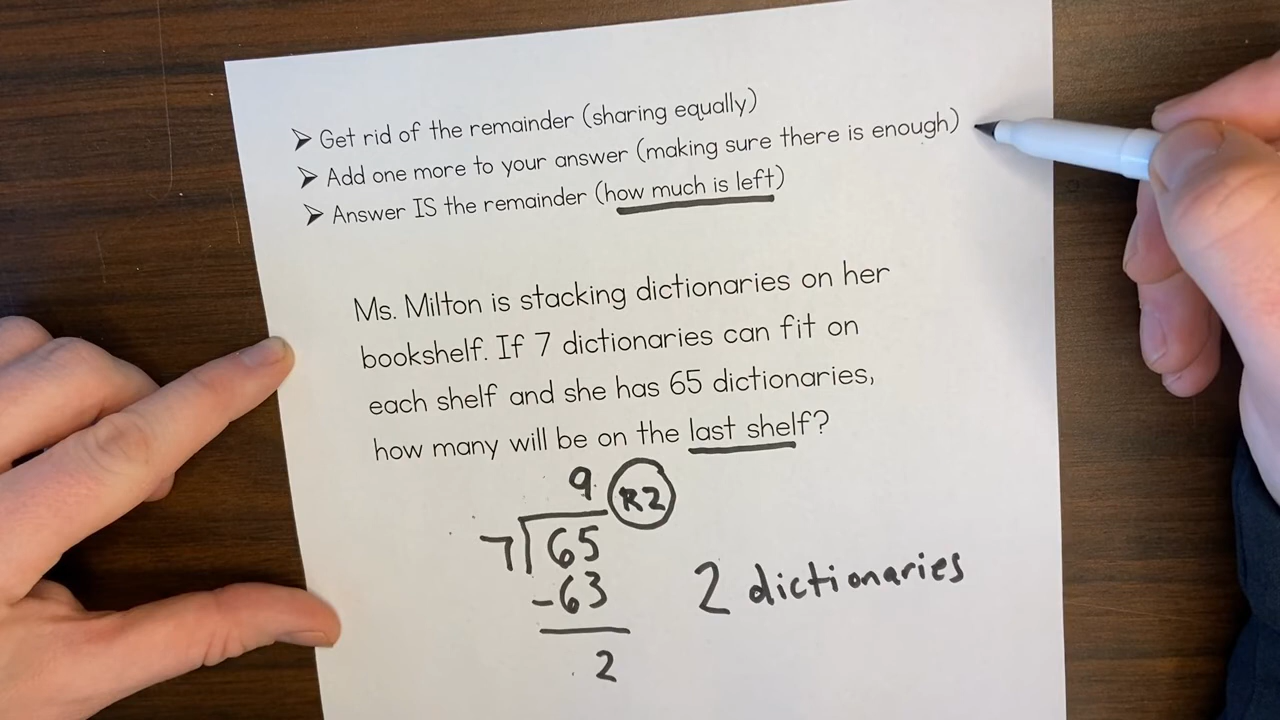 ➢ Get rid of the remainder (sharing equally)
➢ Add one more to your answer (making sure there is enough)
➢ Answer IS the remainder (how much is left)
Ms. Milton is stacking dictionaries on her
bookshelf. If 7 dictionaries can fit on
each shelf and she has 65 dictionaries,
how many will be on the last shelf?
9 R2
7 65
-63
2
2 dictionaries